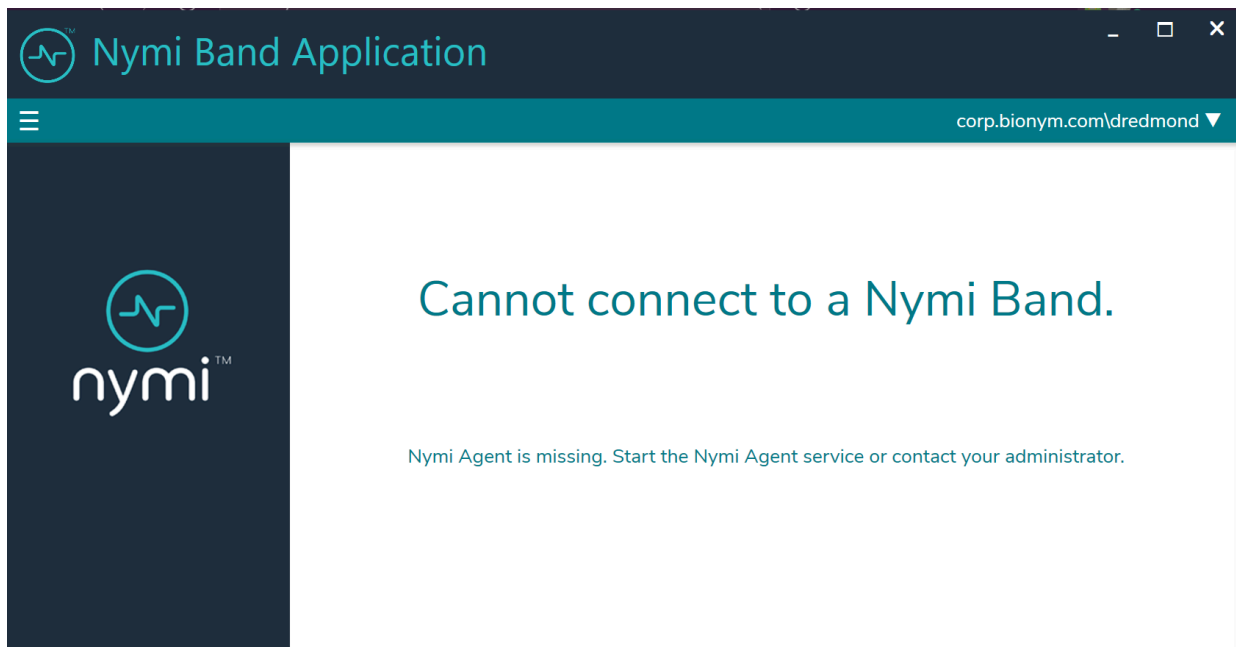 Nymi Band Application
corp.bionym.com\dredmond
nymi™
Cannot connect to a Nymi Band.
Nymi Agent is missing. Start the Nymi Agent service or contact your administrator.